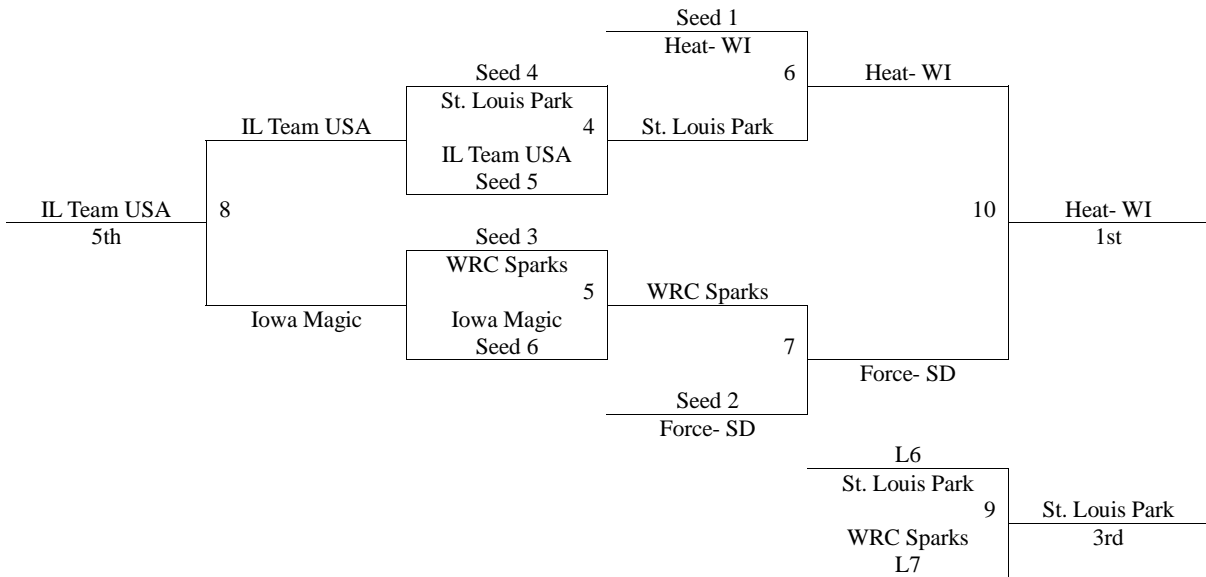 Seed 1
Heat- WI
6
Heat- WI
Seed 4
St. Louis Park
4
St. Louis Park
IL Team USA
IL Team USA
Seed 5
IL Team USA
5th
8
10
Heat- WI
1st
Seed 3
WRC Sparks
5
WRC Sparks
Iowa Magic
Iowa Magic
Seed 6
7
Force- SD
Seed 2
Force- SD
L6
St. Louis Park
9
St. Louis Park
3rd
WRC Sparks
L7